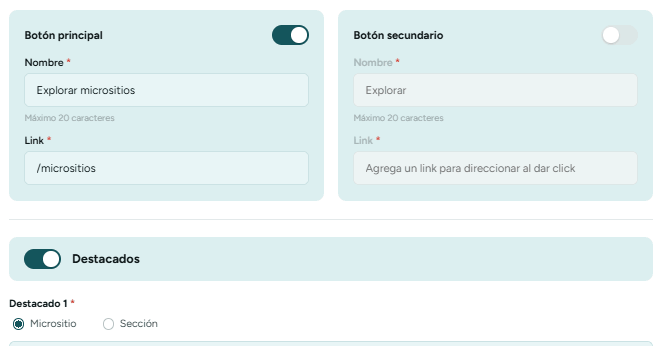 Botón principal
Nombre *
Explorar micrositios
Máximo 20 caracteres
Link *
/micrositios
Botón secundario
Nombre *
Explorar
Máximo 20 caracteres
Link *
Agrega un link para direccionar al dar click
Destacados
Destacado 1 *
Micrositio
Sección